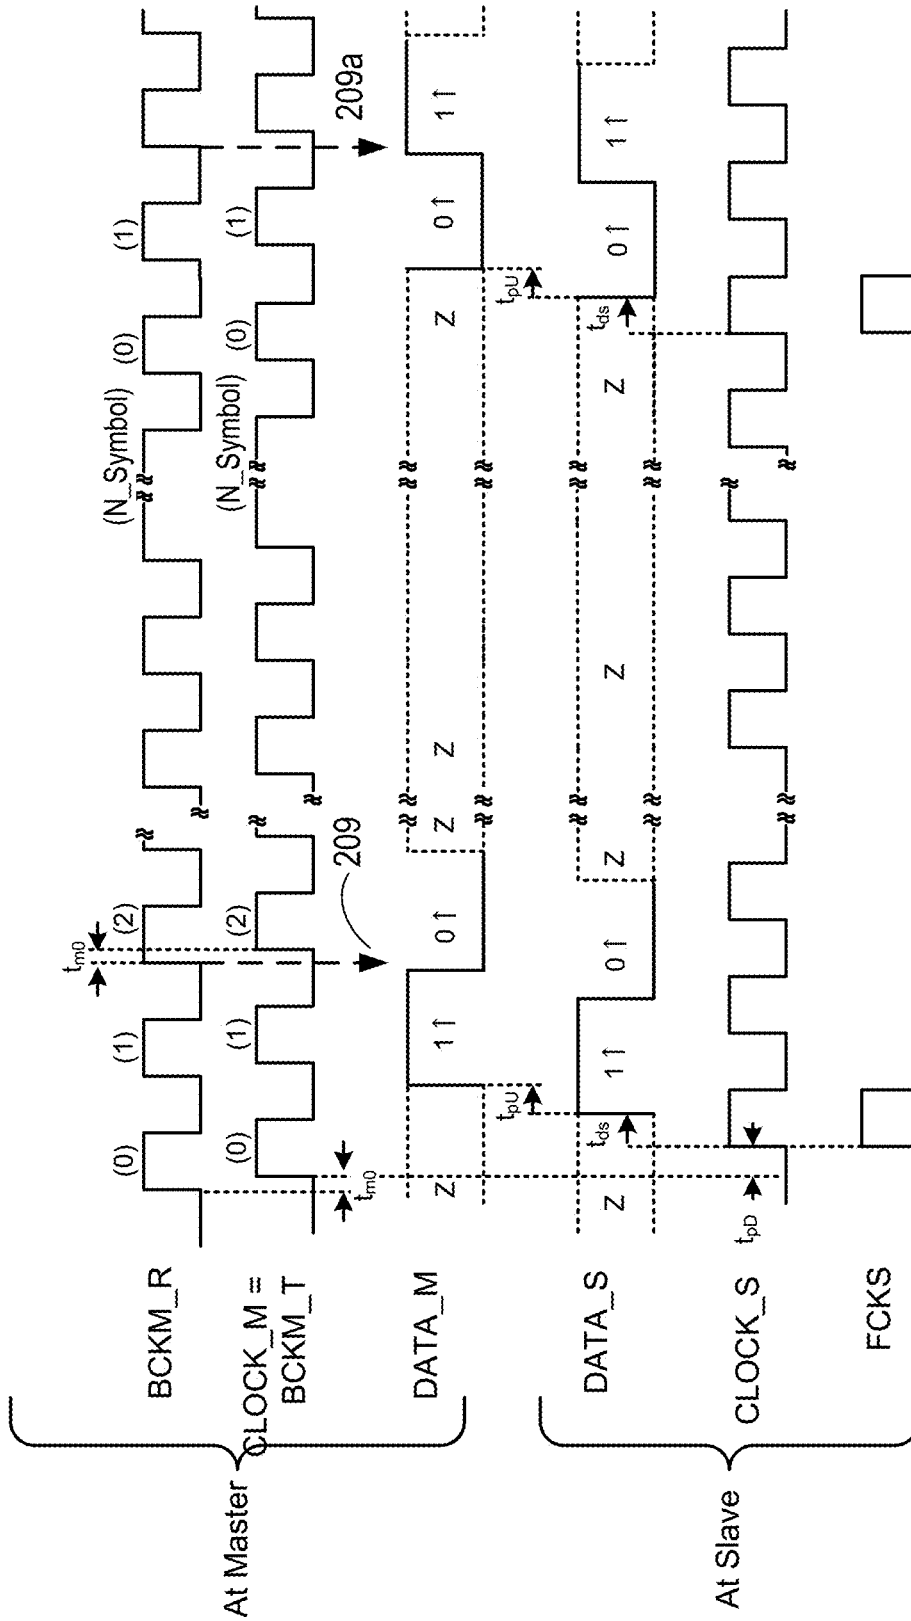 At Master
BCKM_R
(0) (1) (2) (N_Symbol) (0) (1)
t_m0
CLOCK_M =
BCKM_T
(0) (1) (2) (N_Symbol) (0) (1)
t_m0
209
209a
DATA_M
Z 1↑ 0↑ Z Z Z 0↑ 1↑
t_pU t_pU
At Slave
DATA_S
Z 1↑ 0↑ Z Z Z 0↑ 1↑
t_ds t_ds
CLOCK_S
t_pD
FCKS